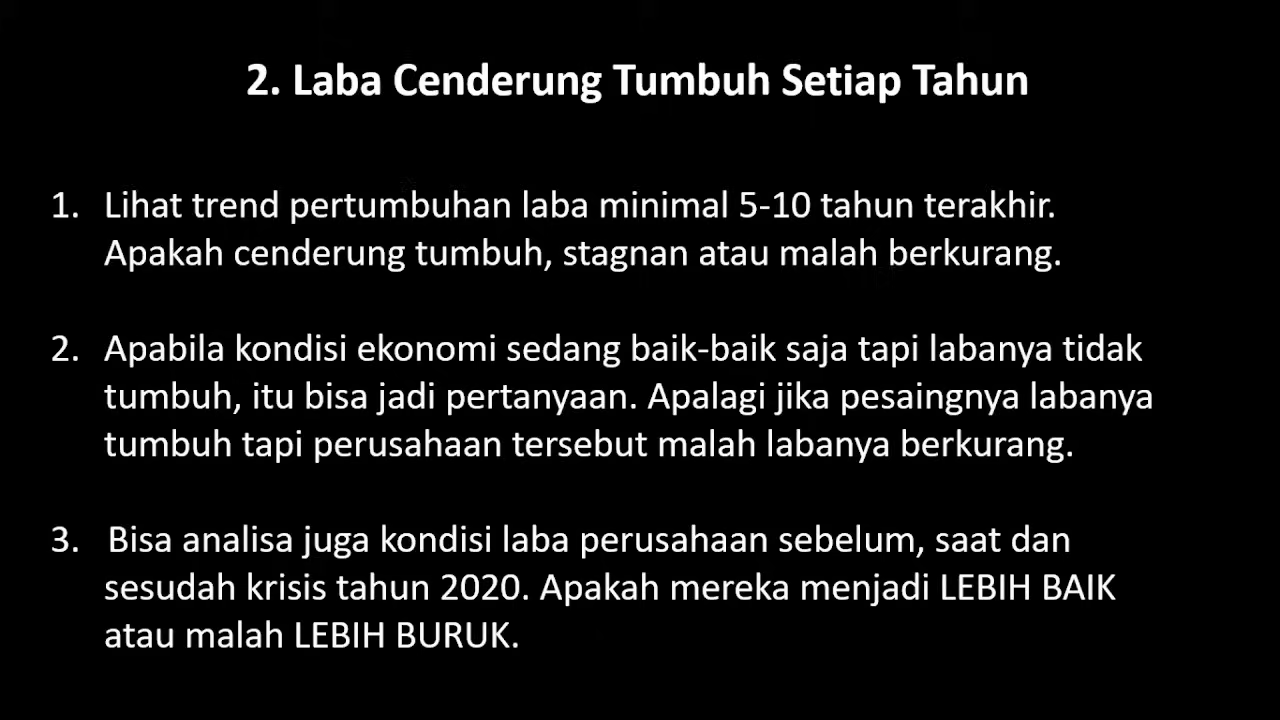 2. Laba Cenderung Tumbuh Setiap Tahun
1. Lihat trend pertumbuhan laba minimal 5-10 tahun terakhir.
Apakah cenderung tumbuh, stagnan atau malah berkurang.
2. Apabila kondisi ekonomi sedang baik-baik saja tapi labanya tidak
tumbuh, itu bisa jadi pertanyaan. Apalagi jika pesaingnya labanya
tumbuh tapi perusahaan tersebut malah labanya berkurang.
3. Bisa analisa juga kondisi laba perusahaan sebelum, saat dan
sesudah krisis tahun 2020. Apakah mereka menjadi LEBIH BAIK
atau malah LEBIH BURUK.